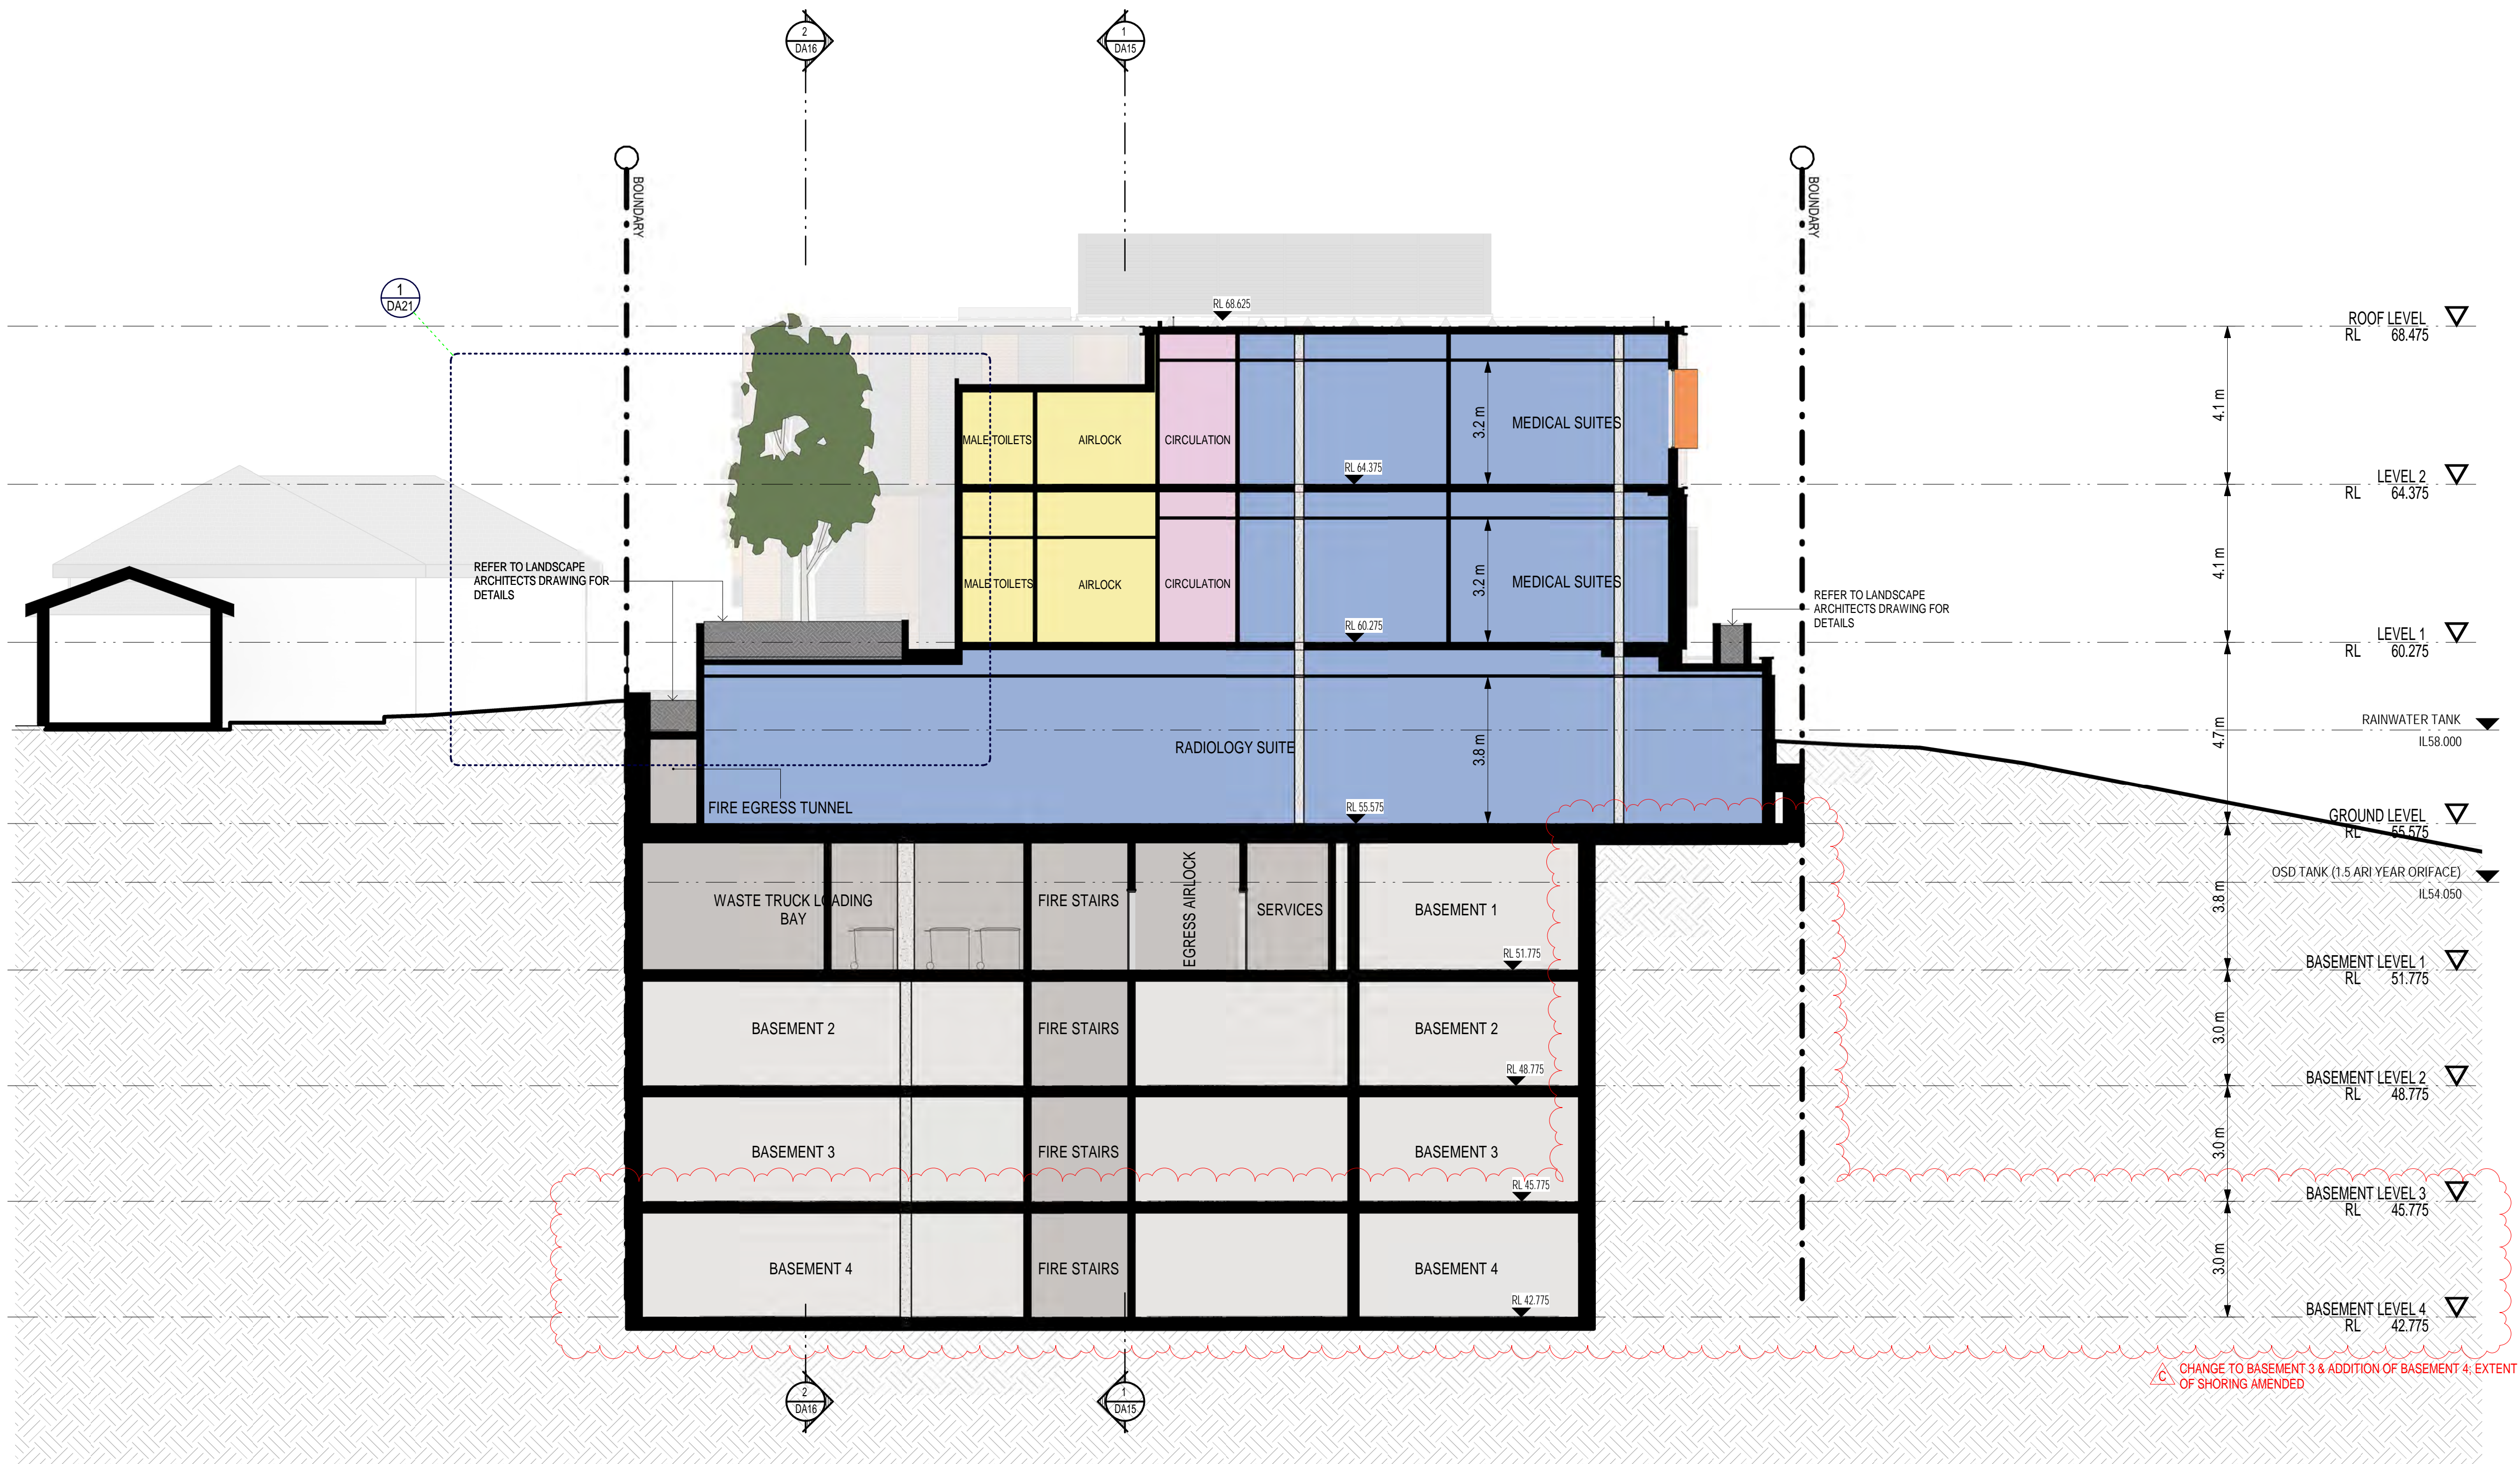 2
DA16
1
DA15
BOUNDARY
BOUNDARY
1
DA21
RL 68.625
ROOF LEVEL
RL 68.475
4.1 m
3.2 m
MEDICAL SUITES
MALE TOILETS
AIRLOCK
CIRCULATION
RL 64.375
LEVEL 2
RL 64.375
4.1 m
3.2 m
MEDICAL SUITES
MALE TOILETS
AIRLOCK
CIRCULATION
REFER TO LANDSCAPE
ARCHITECTS DRAWING FOR
DETAILS
REFER TO LANDSCAPE
ARCHITECTS DRAWING FOR
DETAILS
RL 60.275
LEVEL 1
RL 60.275
4.7 m
RAINWATER TANK
IL58.000
RADIOLOGY SUITE
3.8 m
FIRE EGRESS TUNNEL
RL 55.575
GROUND LEVEL
RL 55.575
OSD TANK (1.5 ARI YEAR ORIFACE)
IL54.050
3.8 m
WASTE TRUCK LOADING
BAY
FIRE STAIRS
EGRESS AIRLOCK
SERVICES
BASEMENT 1
RL 51.775
BASEMENT LEVEL 1
RL 51.775
3.0 m
BASEMENT 2
FIRE STAIRS
BASEMENT 2
RL 48.775
BASEMENT LEVEL 2
RL 48.775
3.0 m
BASEMENT 3
FIRE STAIRS
BASEMENT 3
RL 45.775
BASEMENT LEVEL 3
RL 45.775
3.0 m
BASEMENT 4
FIRE STAIRS
BASEMENT 4
RL 42.775
BASEMENT LEVEL 4
RL 42.775
C
CHANGE TO BASEMENT 3 & ADDITION OF BASEMENT 4; EXTENT
OF SHORING AMENDED
2
DA16
1
DA15